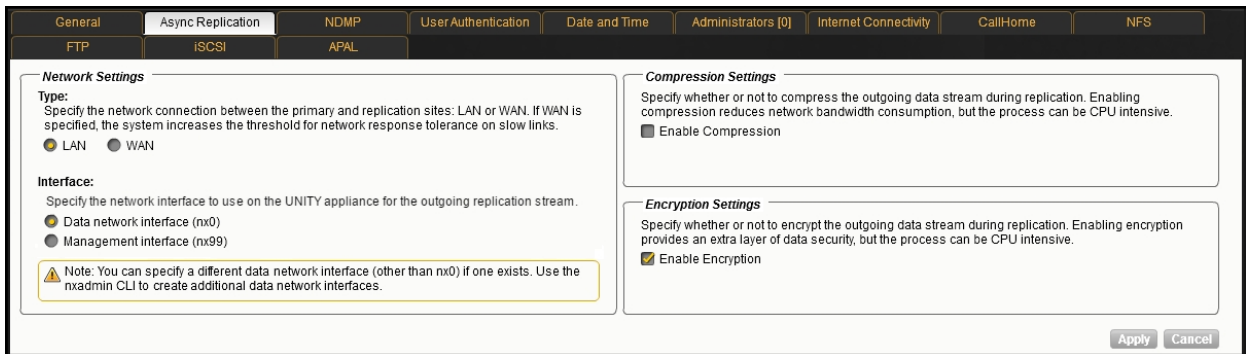 General
Async Replication
NDMP
User Authentication
Date and Time
Administrators [0]
Internet Connectivity
CallHome
NFS
FTP
iSCSI
APAL
Network Settings
Type:
Specify the network connection between the primary and replication sites: LAN or WAN. If WAN is
specified, the system increases the threshold for network response tolerance on slow links.
LAN
WAN
Interface:
Specify the network interface to use on the UNITY appliance for the outgoing replication stream.
Data network interface (nx0)
Management interface (nx99)
Note: You can specify a different data network interface (other than nx0) if one exists. Use the
nxadmin CLI to create additional data network interfaces.
Compression Settings
Specify whether or not to compress the outgoing data stream during replication. Enabling
compression reduces network bandwidth consumption, but the process can be CPU intensive.
Enable Compression
Encryption Settings
Specify whether or not to encrypt the outgoing data stream during replication. Enabling encryption
provides an extra layer of data security, but the process can be CPU intensive.
Enable Encryption
Apply
Cancel